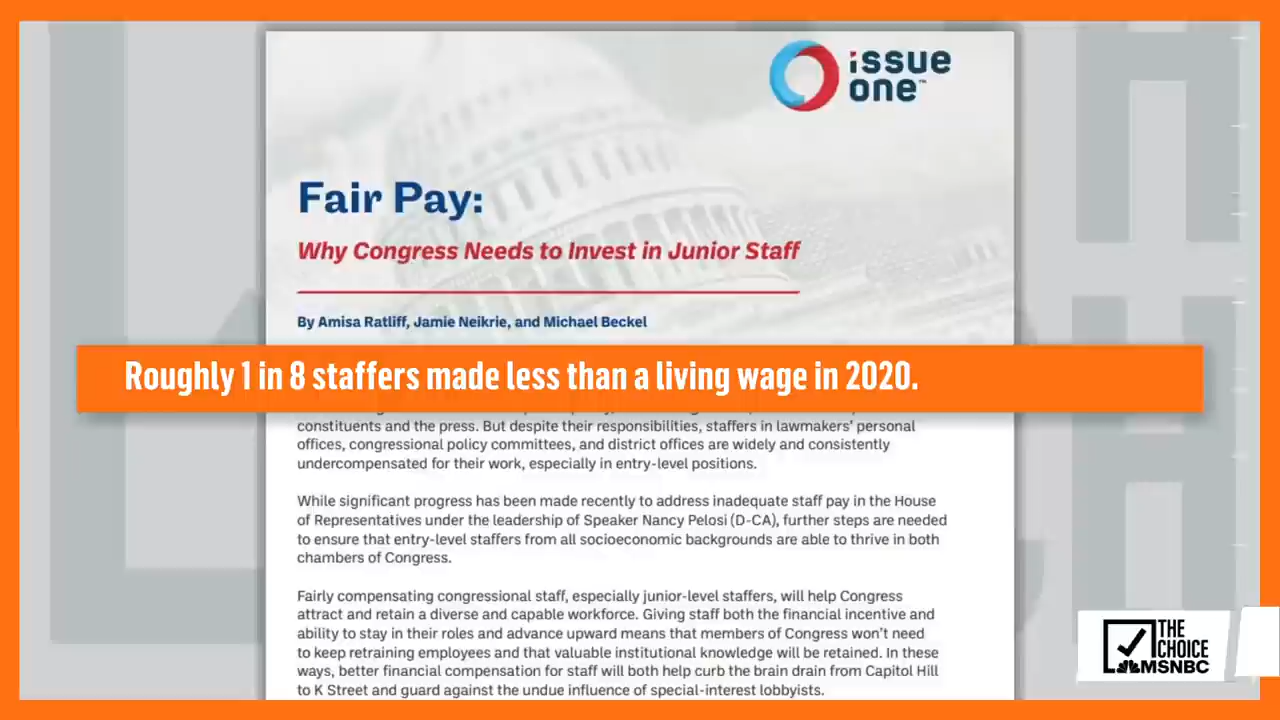 issue
one™
Fair Pay:
Why Congress Needs to Invest in Junior Staff
By Amisa Ratliff, Jamie Neikrie, and Michael Beckel
Roughly 1 in 8 staffers made less than a living wage in 2020.
constituents and the press. But despite their responsibilities, staffers in lawmakers’ personal
offices, congressional policy committees, and district offices are widely and consistently
undercompensated for their work, especially in entry-level positions.
While significant progress has been made recently to address inadequate staff pay in the House
of Representatives under the leadership of Speaker Nancy Pelosi (D-CA), further steps are needed
to ensure that entry-level staffers from all socioeconomic backgrounds are able to thrive in both
chambers of Congress.
Fairly compensating congressional staff, especially junior-level staffers, will help Congress
attract and retain a diverse and capable workforce. Giving staff both the financial incentive and
ability to stay in their roles and advance upward means that members of Congress won’t need
to keep retraining employees and that valuable institutional knowledge will be retained. In these
ways, better financial compensation for staff will both help curb the brain drain from Capitol Hill
to K Street and guard against the undue influence of special-interest lobbyists.
THE
CHOICE
MSNBC